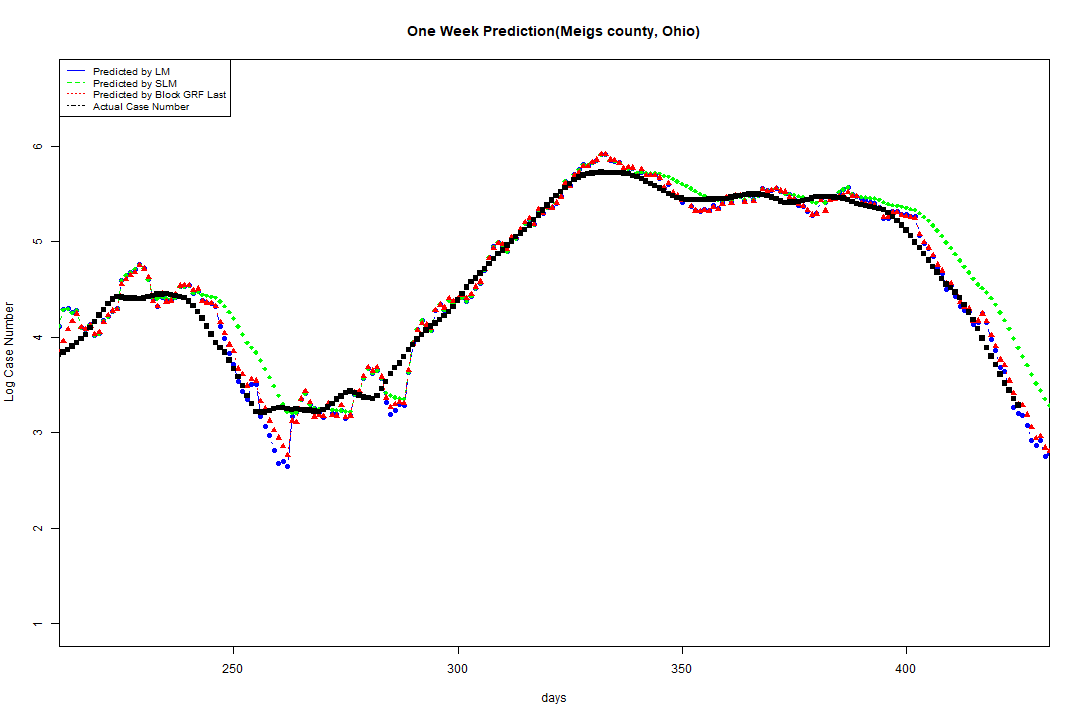 One Week Prediction(Meigs county, Ohio)
Predicted by LM
Predicted by SLM
Predicted by Block GRF Last
Actual Case Number
Log Case Number
6
5
4
3
2
1
250 300 350 400
days